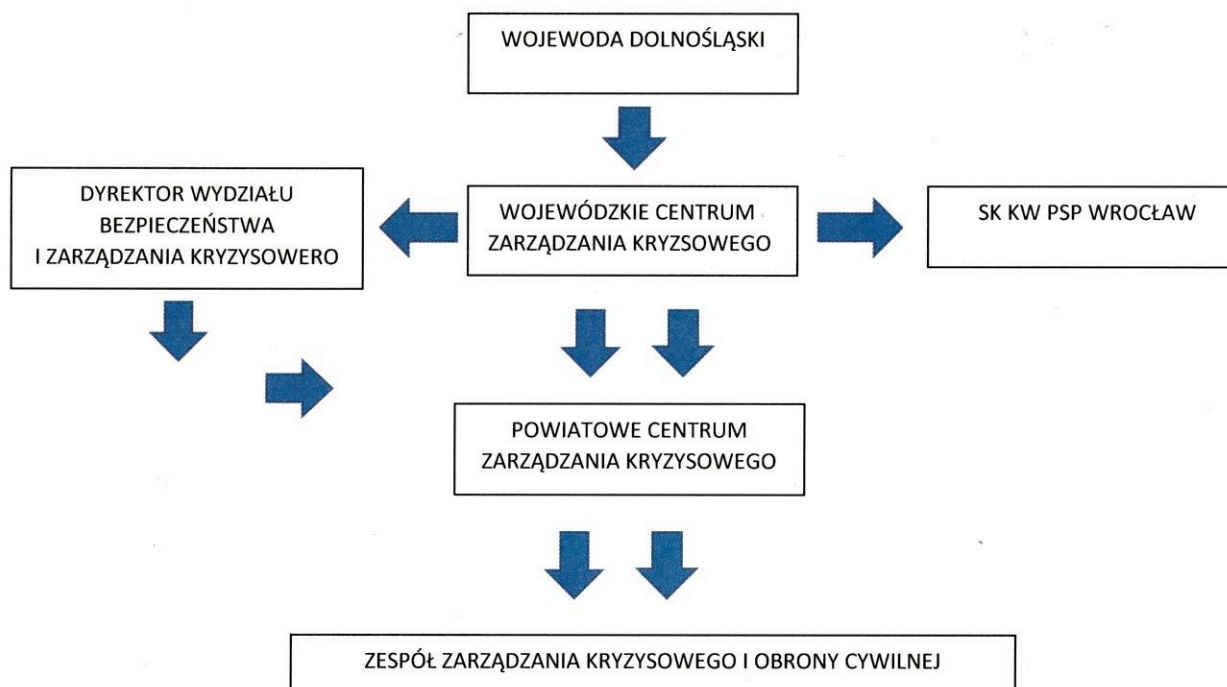 WOJEWODA DOLNOŚLĄSKI
DYREKTOR WYDZIAŁU
BEZPIECZEŃSTWA
I ZARZĄDZANIA KRYZYSOWERO
WOJEWÓDZKIE CENTRUM
ZARZĄDZANIA KRYZSOWEGO
SK KW PSP WROCŁAW
POWIATOWE CENTRUM
ZARZĄDZANIA KRYZYSOWEGO
ZESPÓŁ ZARZĄDZANIA KRYZYSOWEGO I OBRONY CYWILNEJ